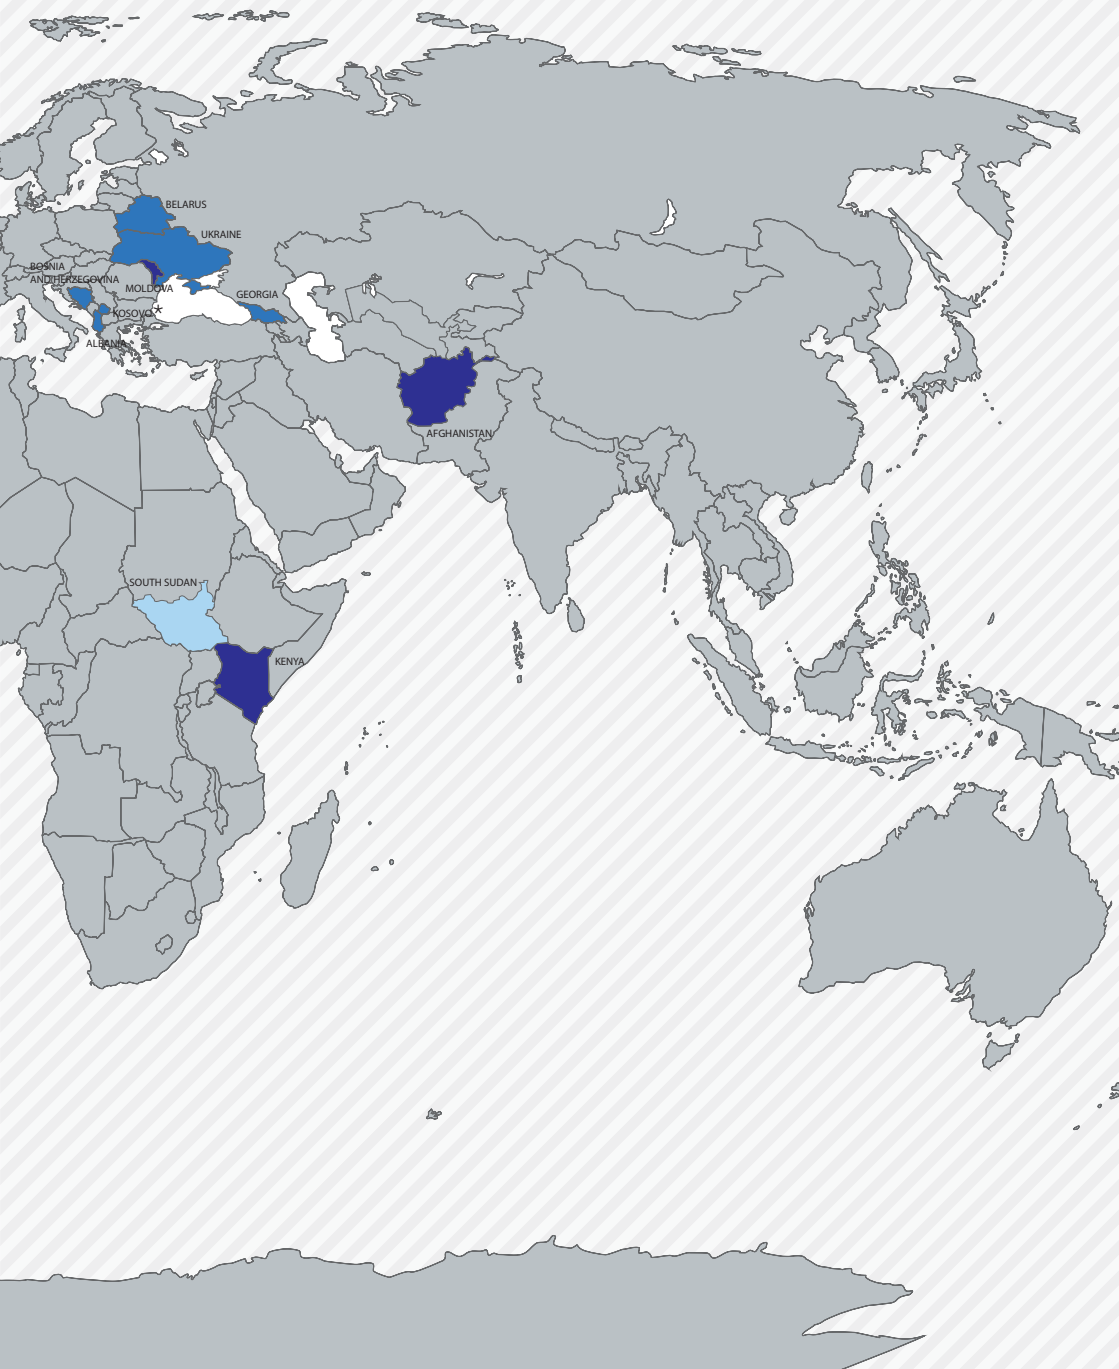 BELARUS
UKRAINE
BOSNIA
AND HERZEGOVINA
MOLDOVA
GEORGIA
KOSOVO*
ALBANIA
AFGHANISTAN
SOUTH SUDAN
KENYA